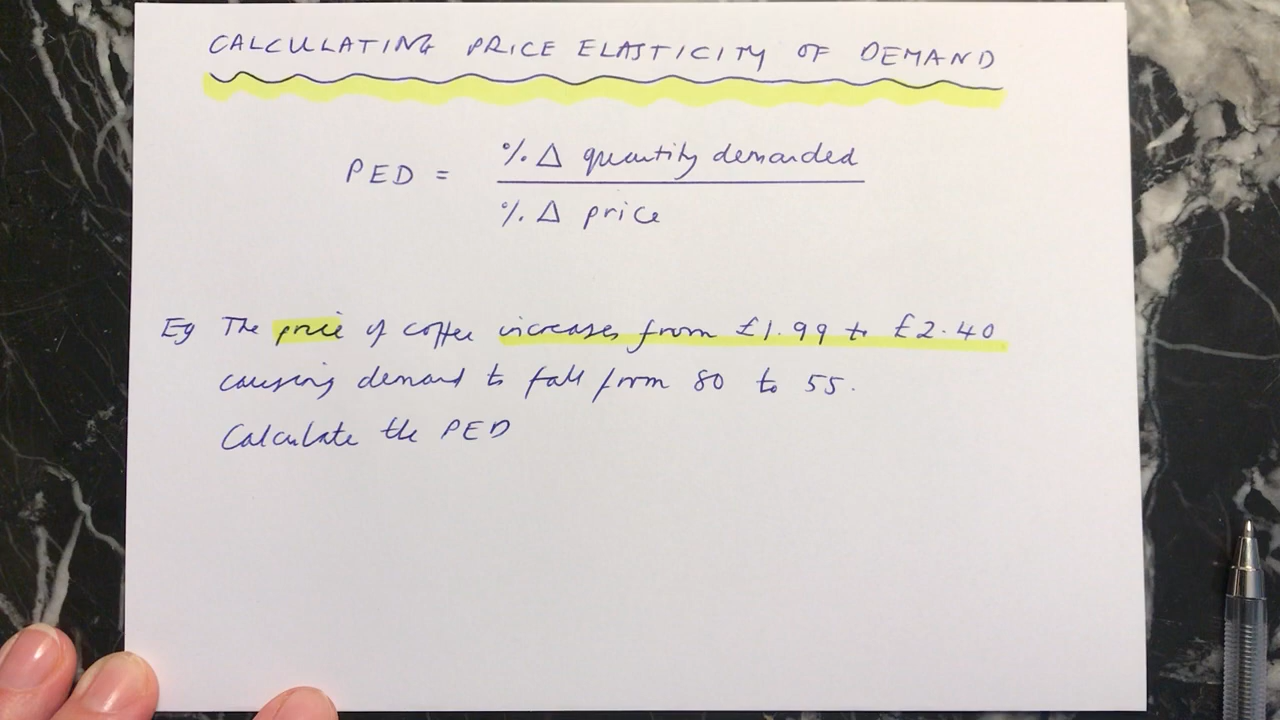 CALCULATING PRICE ELASTICITY OF DEMAND
PED = % Δ quantity demanded
% Δ price
Eg The price of coffee increases from £1.99 to £2.40
causing demand to fall from 80 to 55.
Calculate the PED